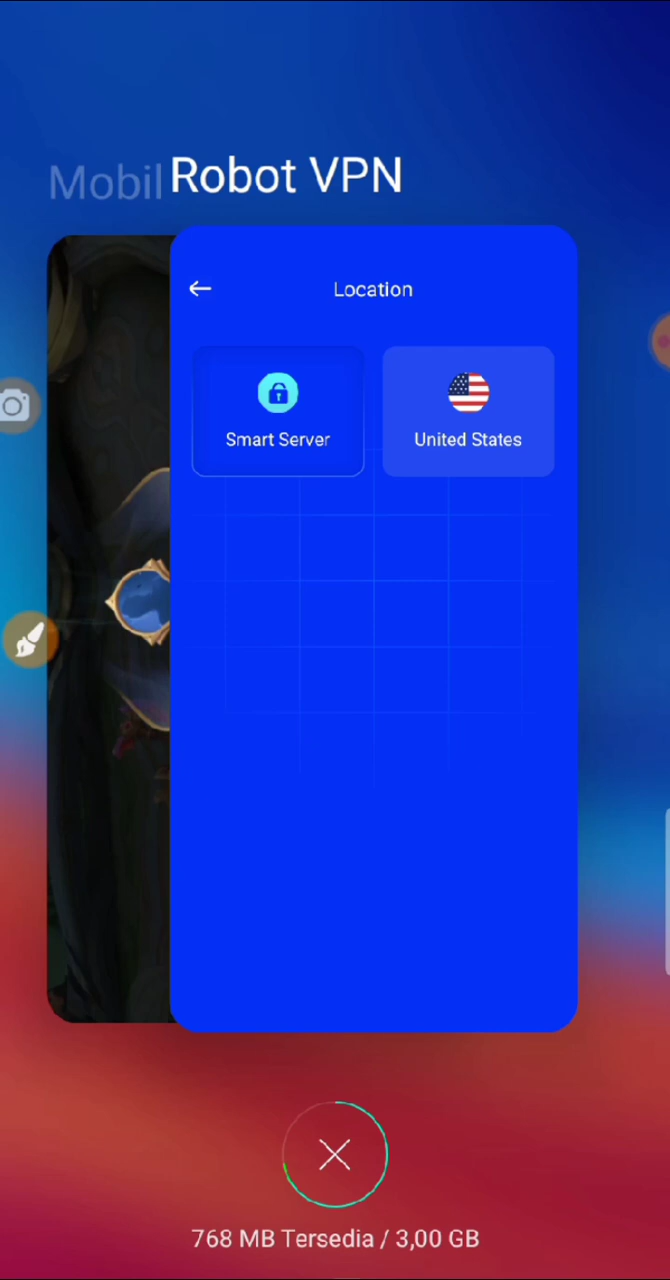 Mobil Robot VPN
Location
Smart Server United States
768 MB Tersedia / 3,00 GB